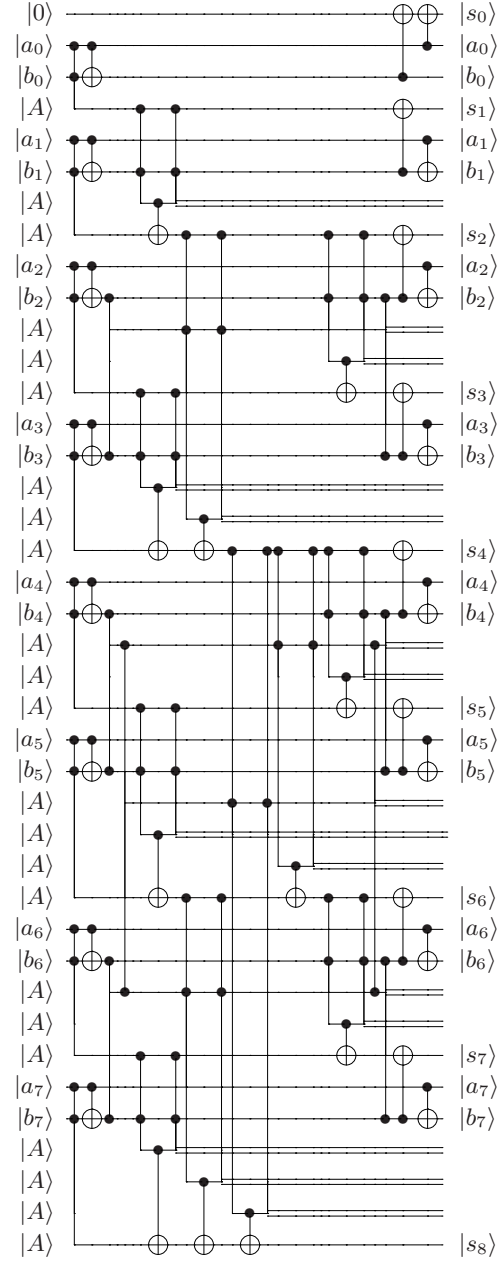 |0⟩ |s₀⟩
|a₀⟩ |a₀⟩
|b₀⟩ |b₀⟩
|A⟩ |s₁⟩
|a₁⟩ |a₁⟩
|b₁⟩ |b₁⟩
|A⟩
|A⟩ |s₂⟩
|a₂⟩ |a₂⟩
|b₂⟩ |b₂⟩
|A⟩
|A⟩
|A⟩ |s₃⟩
|a₃⟩ |a₃⟩
|b₃⟩ |b₃⟩
|A⟩
|A⟩
|A⟩ |s₄⟩
|a₄⟩ |a₄⟩
|b₄⟩ |b₄⟩
|A⟩
|A⟩
|A⟩ |s₅⟩
|a₅⟩ |a₅⟩
|b₅⟩ |b₅⟩
|A⟩
|A⟩
|A⟩
|A⟩ |s₆⟩
|a₆⟩ |a₆⟩
|b₆⟩ |b₆⟩
|A⟩
|A⟩
|A⟩ |s₇⟩
|a₇⟩ |a₇⟩
|b₇⟩ |b₇⟩
|A⟩
|A⟩
|A⟩
|A⟩ |s₈⟩